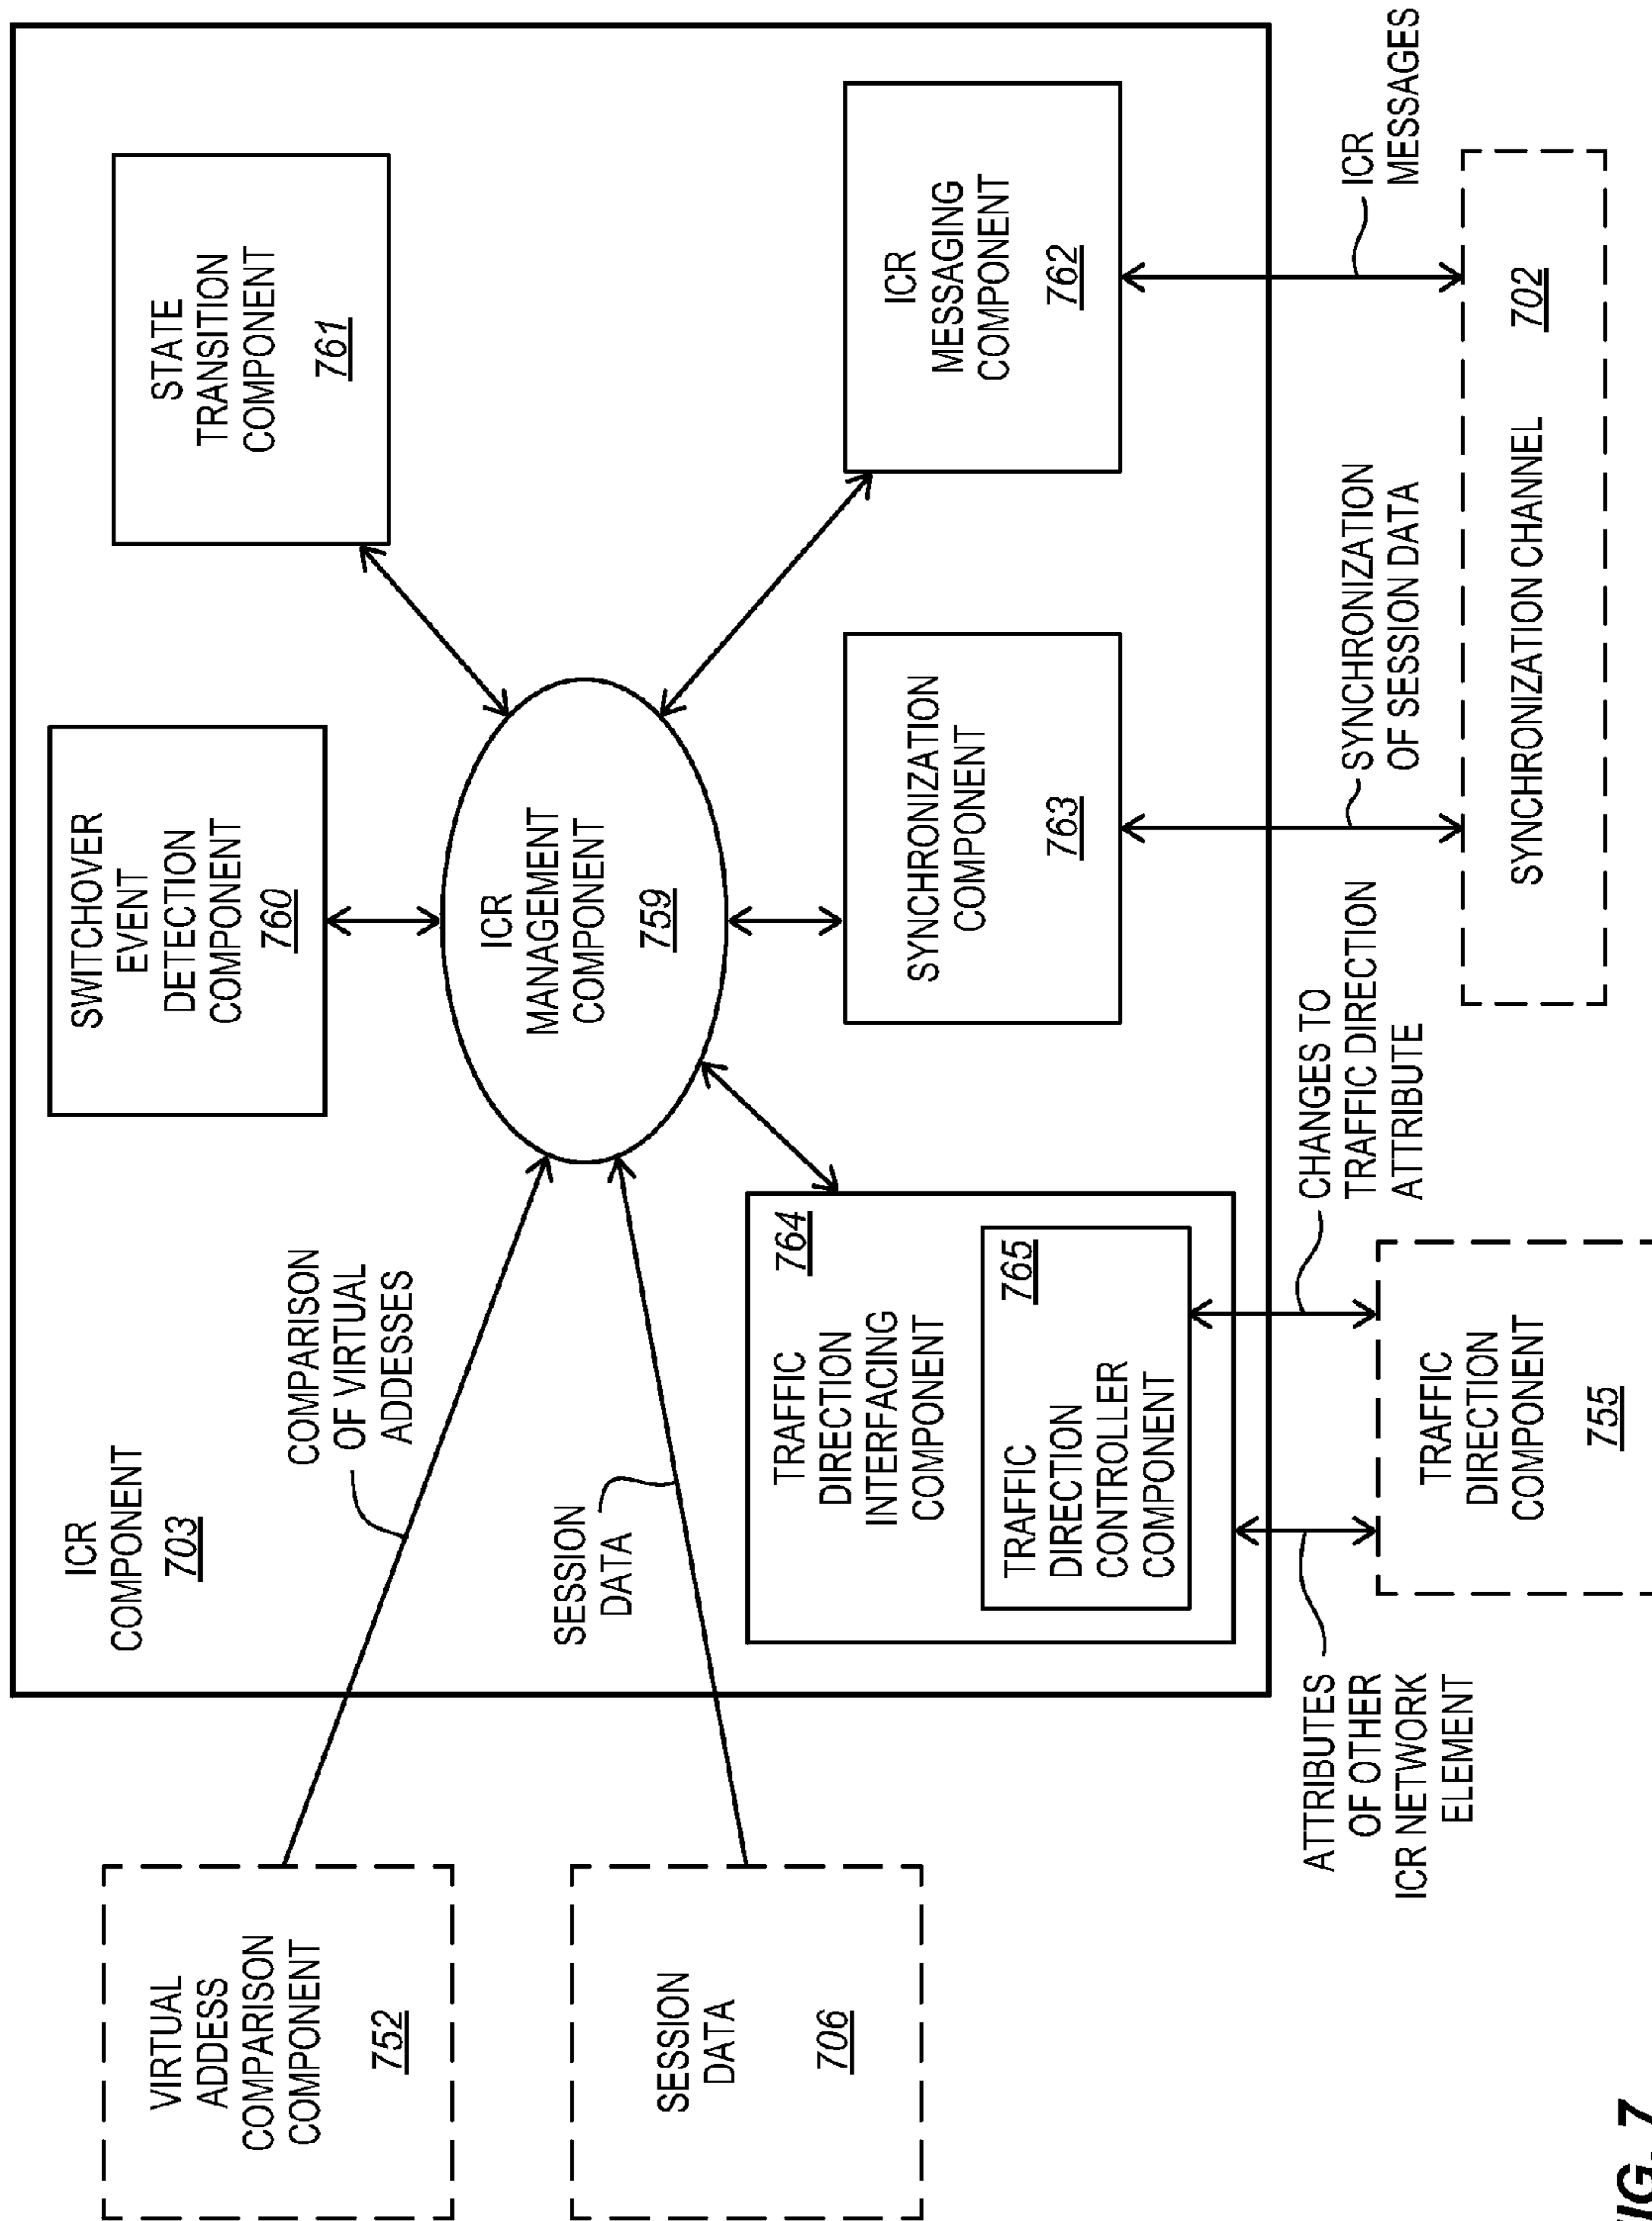 ICR
COMPONENT
703
SWITCHOVER
EVENT
DETECTION
COMPONENT
760
STATE
TRANSITION
COMPONENT
761
VIRTUAL
ADDESS
COMPARISON
COMPONENT
752
COMPARISON
OF VIRTUAL
ADDESSES
ICR
MANAGEMENT
COMPONENT
759
SESSION
DATA
706
SESSION
DATA
TRAFFIC
DIRECTION
INTERFACING
COMPONENT
764
TRAFFIC
DIRECTION
CONTROLLER
COMPONENT
765
SYNCHRONIZATION
COMPONENT
763
ICR
MESSAGING
COMPONENT
762
ATTRIBUTES
OF OTHER
ICR NETWORK
ELEMENT
CHANGES TO
TRAFFIC DIRECTION
ATTRIBUTE
SYNCHRONIZATION
OF SESSION DATA
ICR
MESSAGES
TRAFFIC
DIRECTION
COMPONENT
755
SYNCHRONIZATION CHANNEL
702
FIG. 7